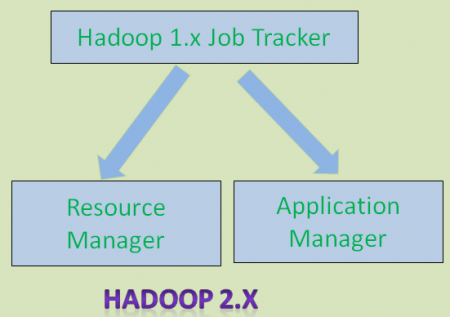 Hadoop 1.x Job Tracker
Resource
Manager
Application
Manager
HADOOP 2.X